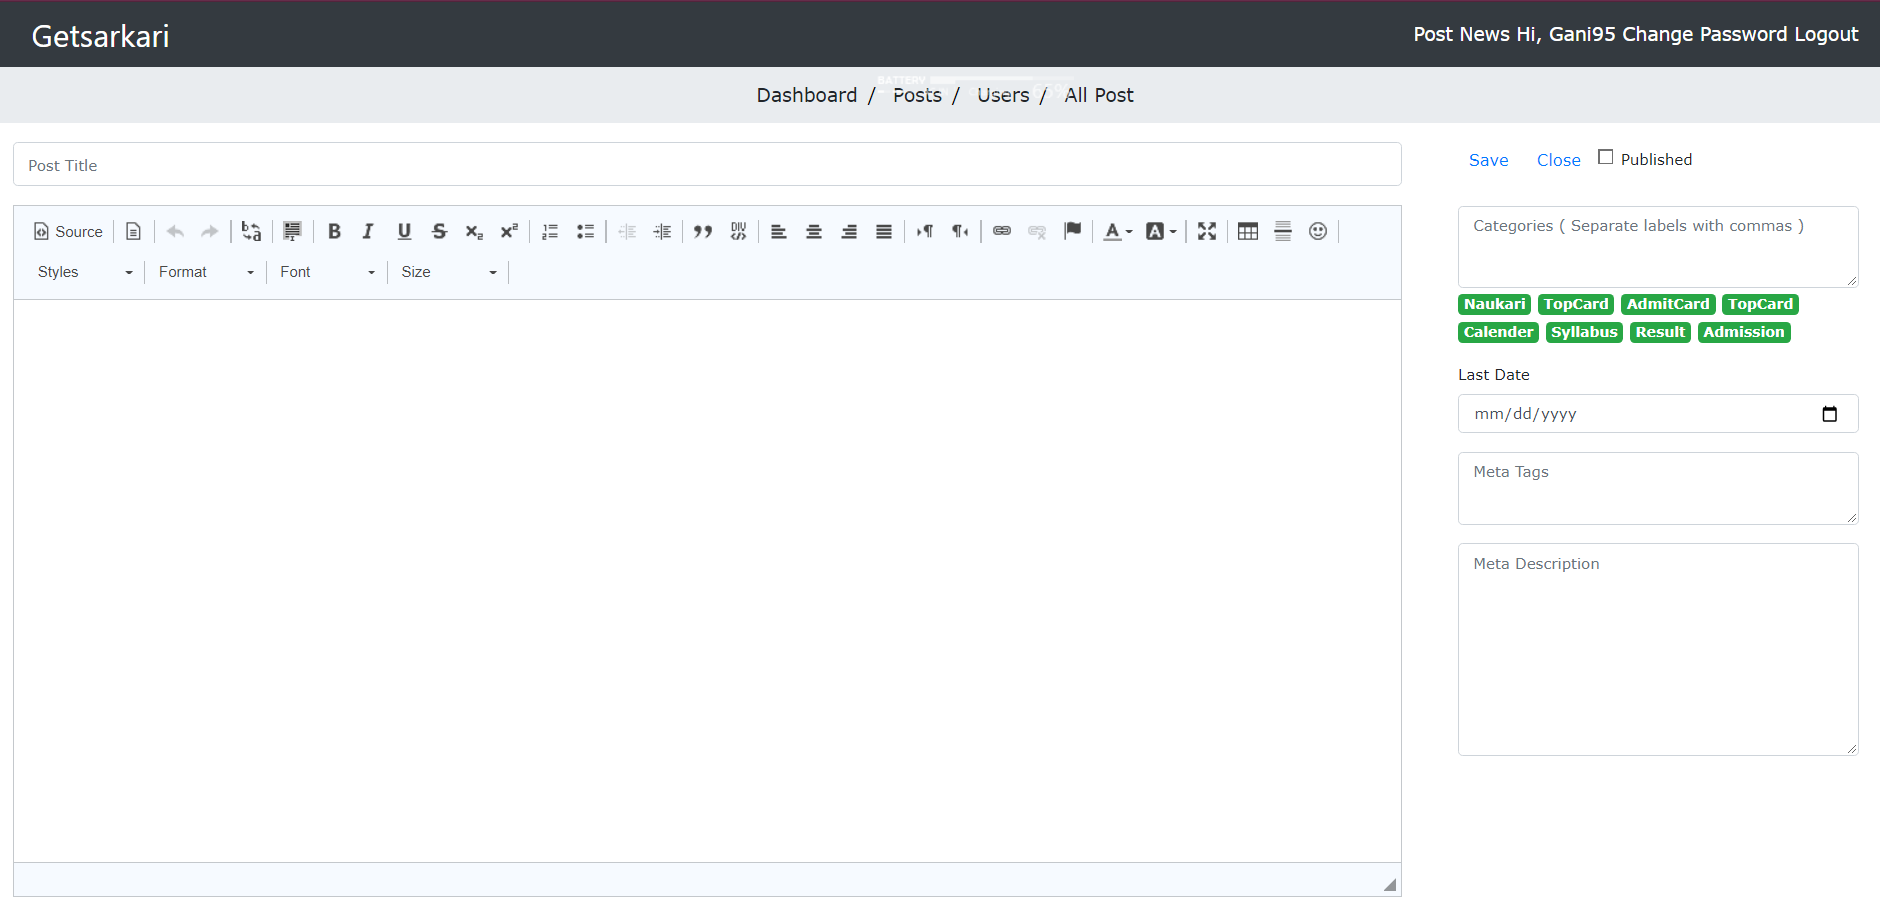 Getsarkari
Post News Hi, Gani95 Change Password Logout
BATTERY
Dashboard / Posts / Users / All Post
Post Title
Save Close Published
Source
Styles Format Font Size
Categories ( Separate labels with commas )
Naukari TopCard AdmitCard TopCard
Calender Syllabus Result Admission
Last Date
mm/dd/yyyy
Meta Tags
Meta Description